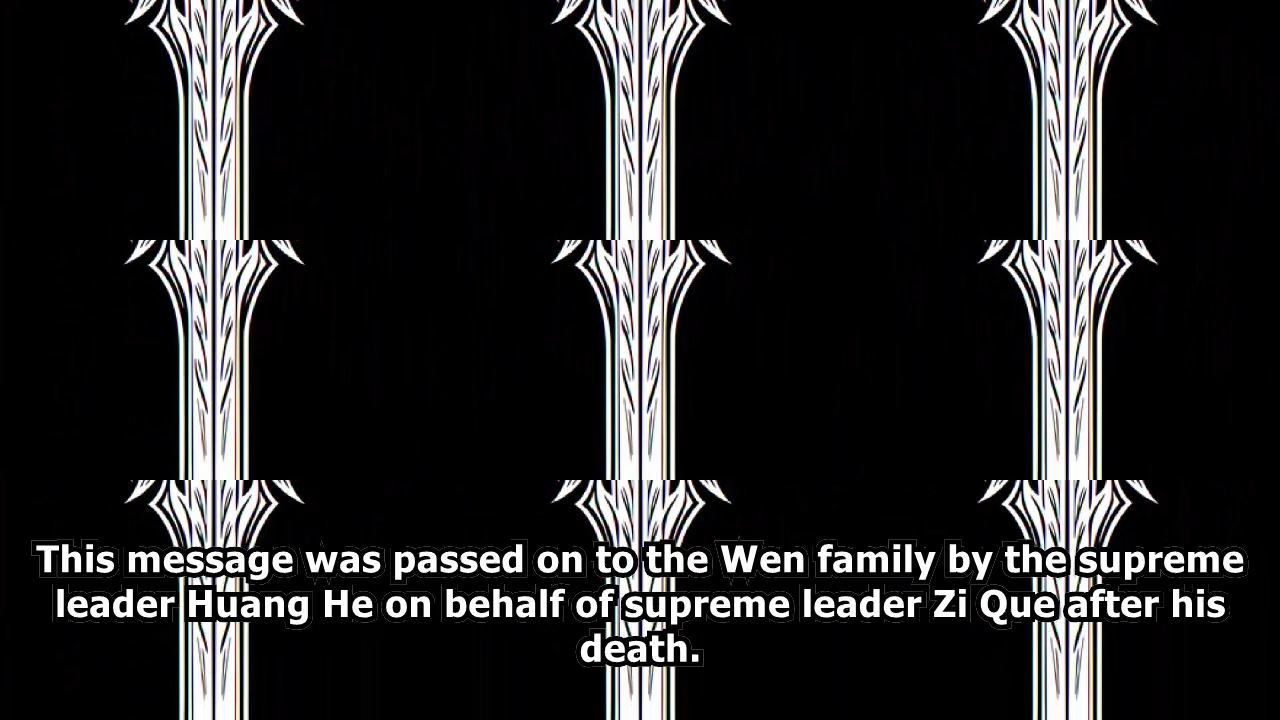 This message was passed on to the Wen family by the supreme
leader Huang He on behalf of supreme leader Zi Que after his
death.